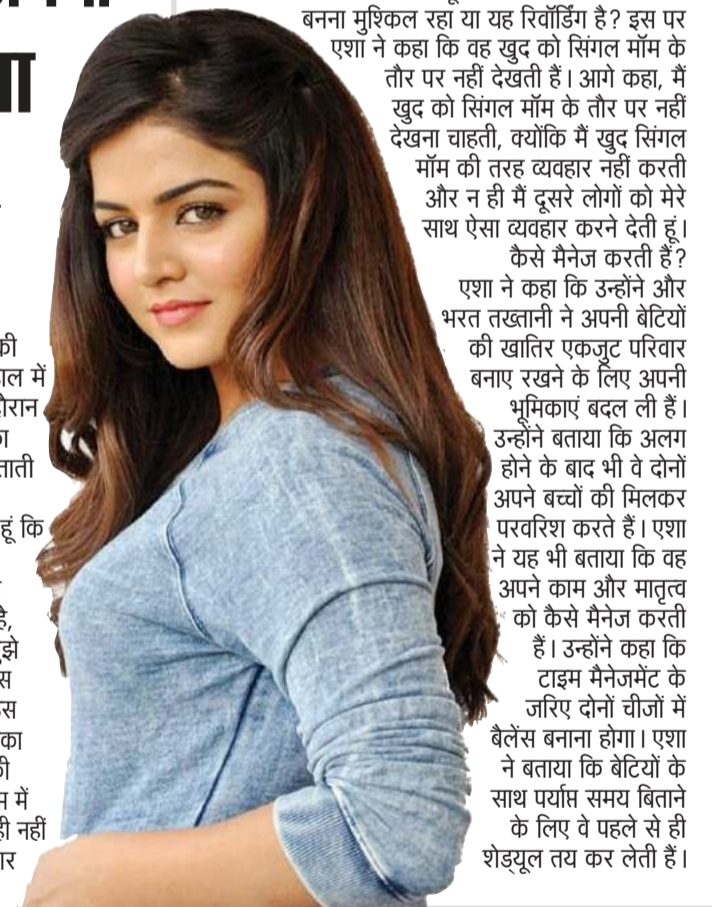 ा
की
ाल में
ौरान
ा
ताती
हूं कि
है,
ुझे
स
स
का
ी
म में
ही नहीं
ार
बनना मुश्किल रहा या यह रिवॉर्डिंग है? इस पर
एशा ने कहा कि वह खुद को सिंगल मॉम के
तौर पर नहीं देखती हैं। आगे कहा, मैं
खुद को सिंगल मॉम के तौर पर नहीं
देखना चाहती, क्योंकि मैं खुद सिंगल
मॉम की तरह व्यवहार नहीं करती
और न ही मैं दूसरे लोगों को मेरे
साथ ऐसा व्यवहार करने देती हूं।
कैसे मैनेज करती हैं?
एशा ने कहा कि उन्होंने और
भरत तख्तानी ने अपनी बेटियों
की खातिर एकजुट परिवार
बनाए रखने के लिए अपनी
भूमिकाएं बदल ली हैं।
उन्होंने बताया कि अलग
होने के बाद भी वे दोनों
अपने बच्चों की मिलकर
परवरिश करते हैं। एशा
ने यह भी बताया कि वह
अपने काम और मातृत्व
को कैसे मैनेज करती
हैं। उन्होंने कहा कि
टाइम मैनेजमेंट के
जरिए दोनों चीजों में
बैलेंस बनाना होगा। एशा
ने बताया कि बेटियों के
साथ पर्याप्त समय बिताने
के लिए वे पहले से ही
शेड्यूल तय कर लेती हैं।